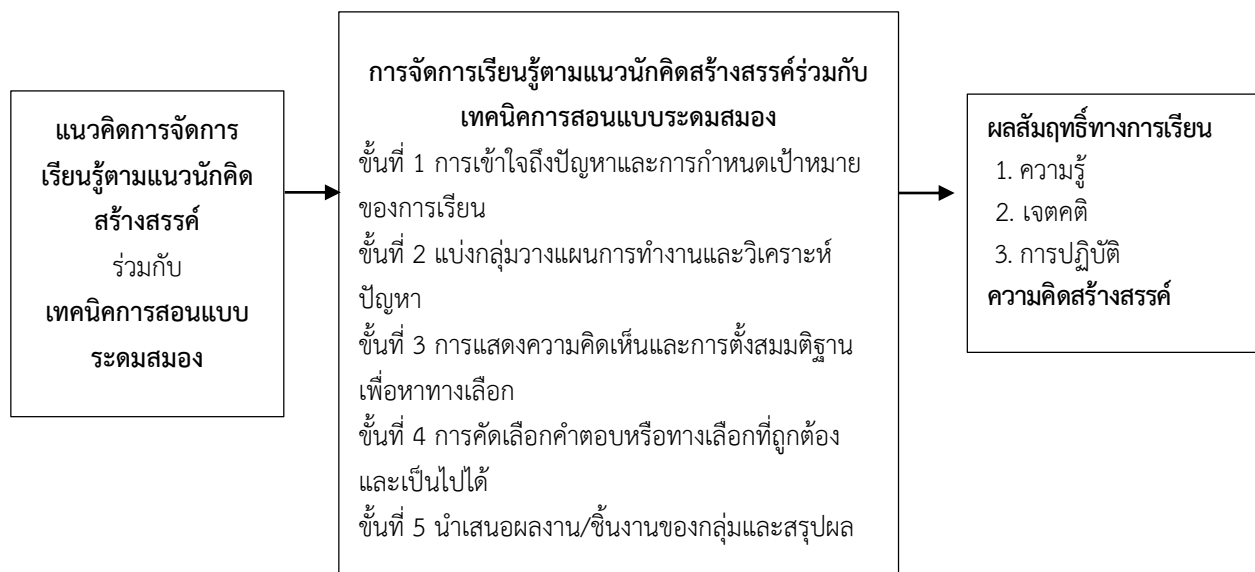 แนวคิดการจัดการ
เรียนรู้ตามแนวนักคิด
สร้างสรรค์
ร่วมกับ
เทคนิคการสอนแบบ
ระดมสมอง
การจัดการเรียนรู้ตามแนวนักคิดสร้างสรรค์ร่วมกับ
เทคนิคการสอนแบบระดมสมอง
ขั้นที่ 1 การเข้าใจถึงปัญหาและการกำหนดเป้าหมาย
ของการเรียน
ขั้นที่ 2 แบ่งกลุ่มวางแผนการทำงานและวิเคราะห์
ปัญหา
ขั้นที่ 3 การแสดงความคิดเห็นและการตั้งสมมติฐาน
เพื่อหาทางเลือก
ขั้นที่ 4 การคัดเลือกคำตอบหรือทางเลือกที่ถูกต้อง
และเป็นไปได้
ขั้นที่ 5 นำเสนอผลงาน/ชิ้นงานของกลุ่มและสรุปผล
ผลสัมฤทธิ์ทางการเรียน
1. ความรู้
2. เจตคติ
3. การปฏิบัติ
ความคิดสร้างสรรค์